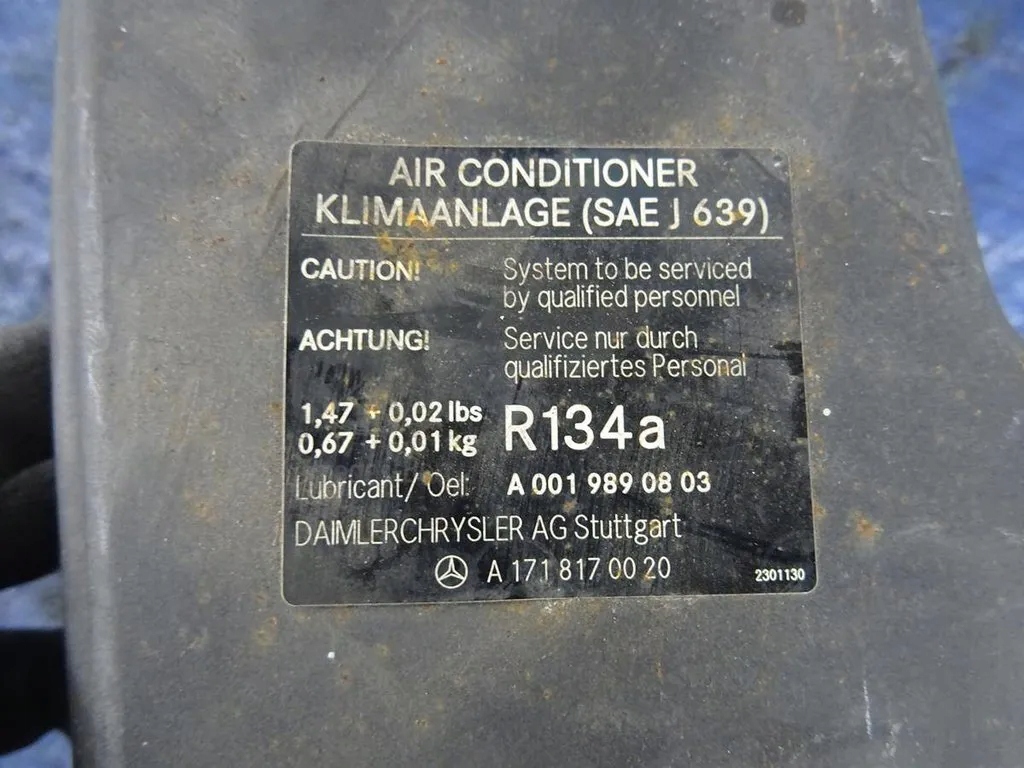 AIR CONDITIONER
KLIMAANLAGE (SAE J 639)
CAUTION! System to be serviced
by qualified personnel
ACHTUNG! Service nur durch
qualifiziertes Personal
1,47 + 0,02 lbs
0,67 + 0,01 kg R134a
Lubricant/ Oel: A 001 989 08 03
DAIMLERCHRYSLER AG Stuttgart
A 171 817 00 20 2301130